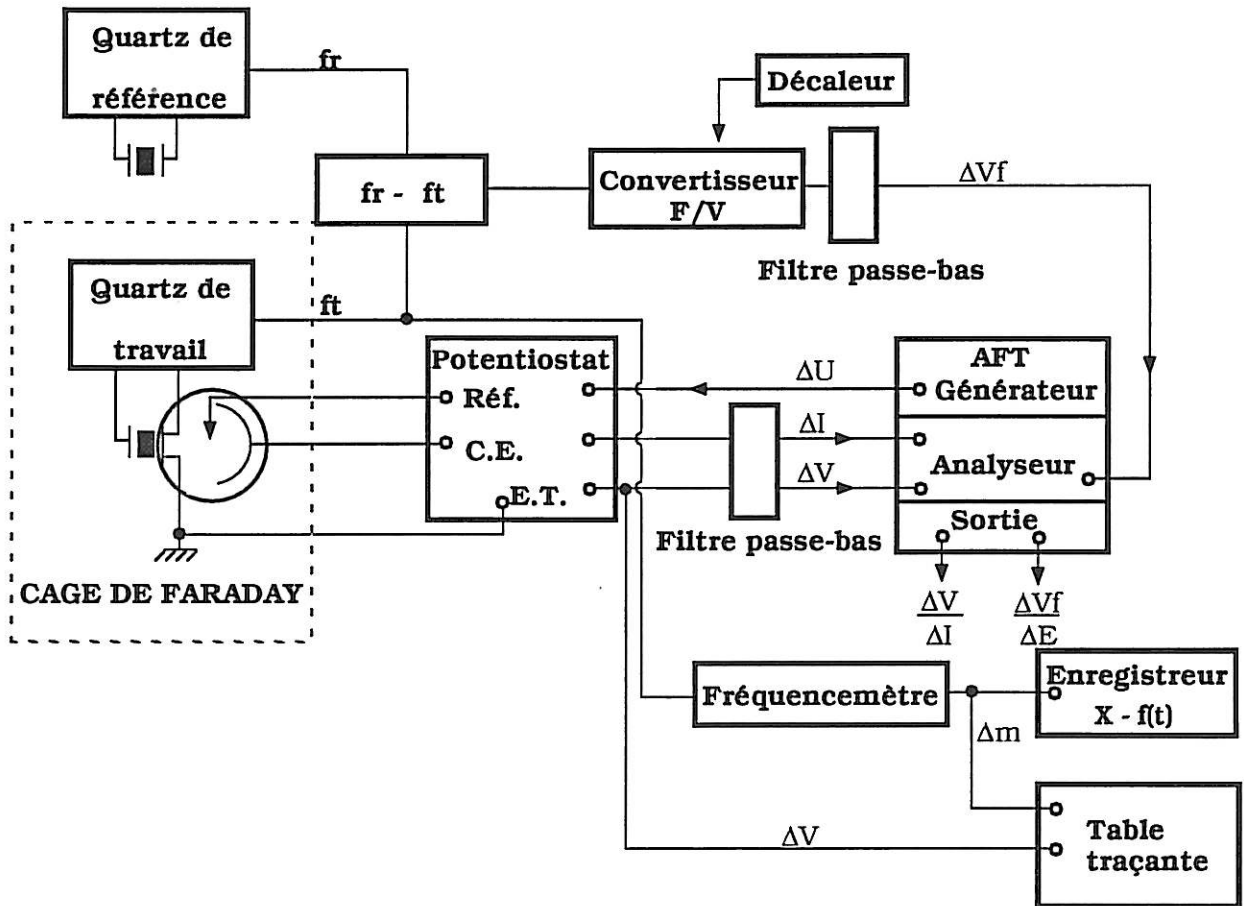 Quartz de
référence
fr
Décaleur
fr - ft
Convertisseur
F/V
ΔVf
Filtre passe-bas
Quartz de
travail
ft
Potentiostat
Réf.
C.E.
E.T.
ΔU
ΔI
ΔV
Filtre passe-bas
AFT
Générateur
Analyseur
Sortie
ΔV
ΔI
ΔVf
ΔE
CAGE DE FARADAY
Fréquencemètre
Enregistreur
X - f(t)
Δm
ΔV
Table
traçante